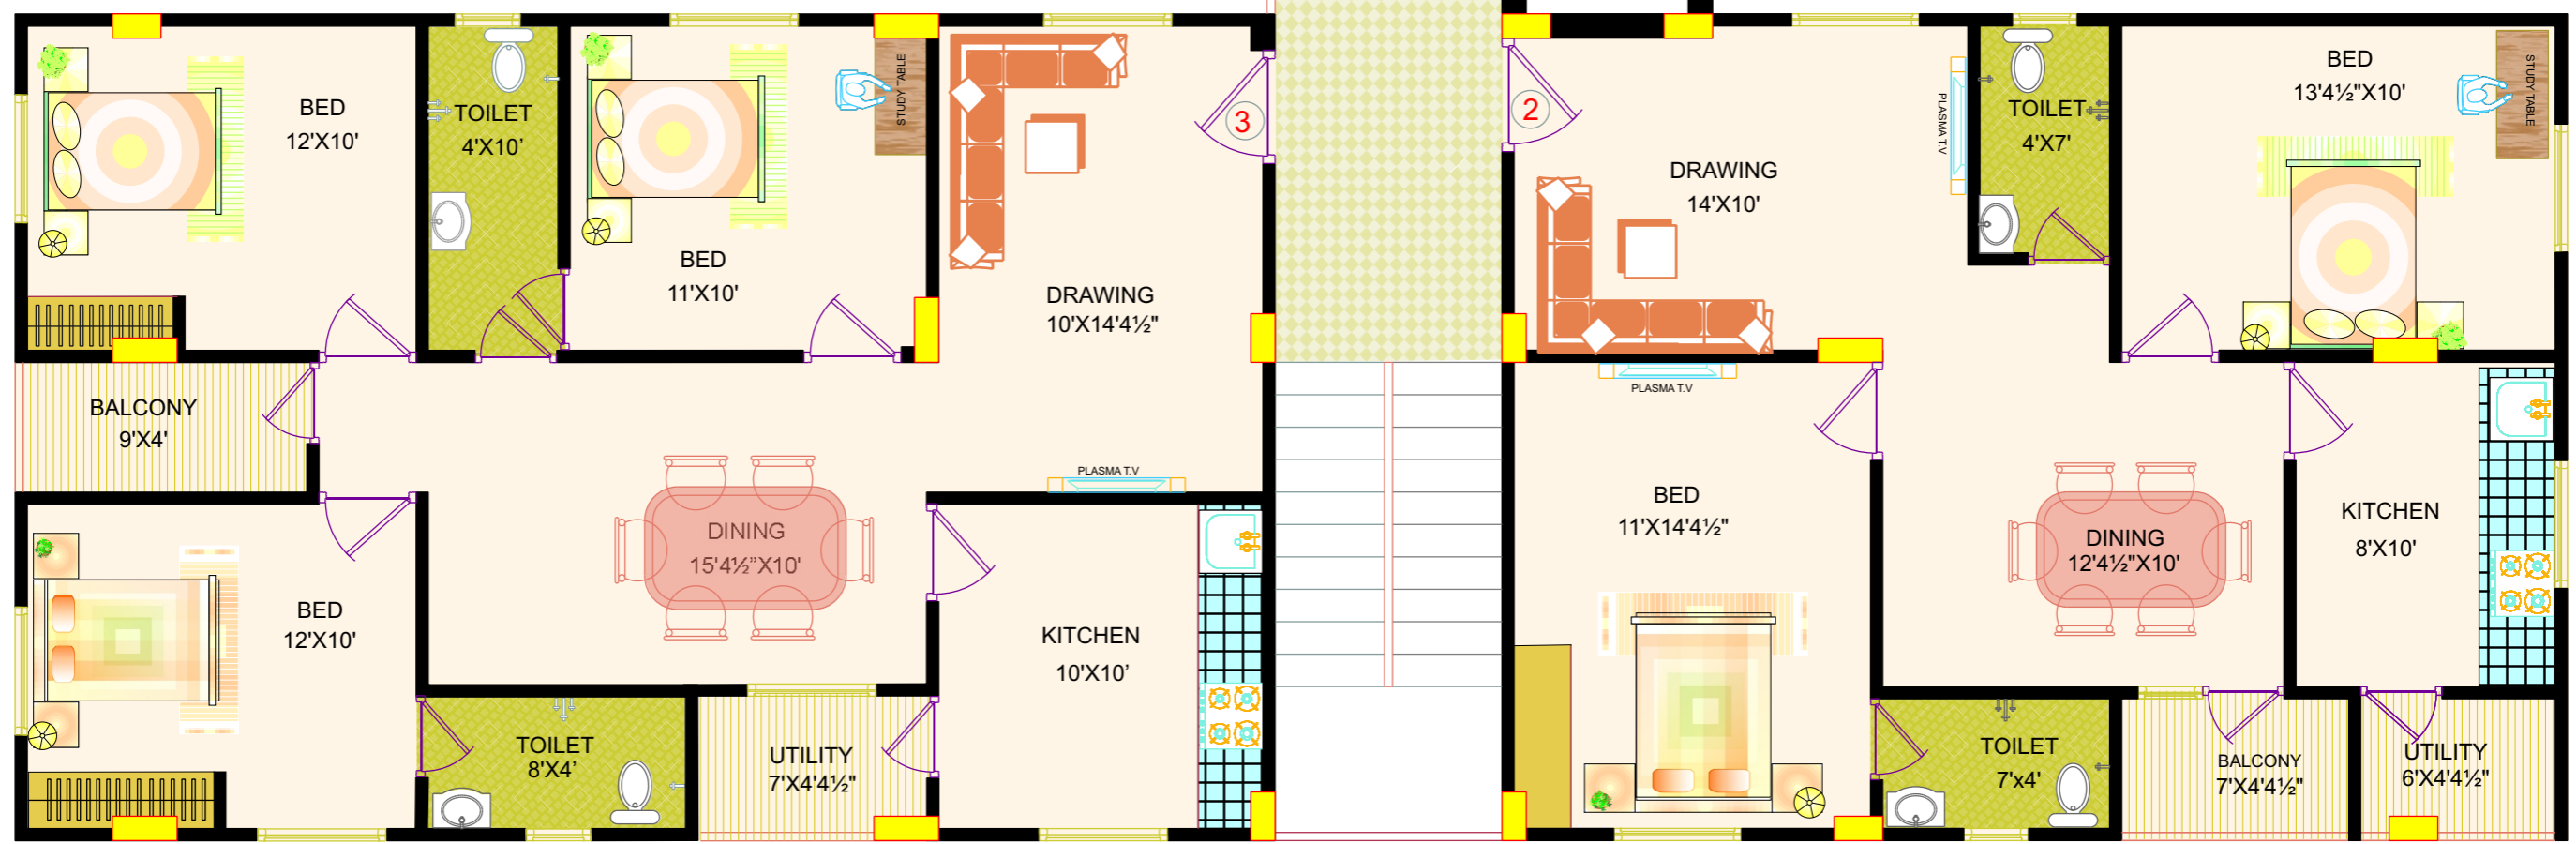 BED
12'X10'
TOILET
4'X10’
BED
11'X10'
STUDY TABLE
DRAWING
10'X14'4½"
3
BALCONY
9'X4'
PLASMA T.V
DINING
15'4½”X10'
BED
12'X10'
KITCHEN
10'X10’
TOILET
8'X4’
UTILITY
7'X4'4½"
2
DRAWING
14'X10'
PLASMA T.V
TOILET
4'X7'
BED
13'4½"X10'
STUDY TABLE
PLASMA T.V
BED
11'X14'4½"
DINING
12'4½"X10'
KITCHEN
8'X10'
TOILET
7'x4'
BALCONY
7'X4'4½"
UTILITY
6'X4'4½"